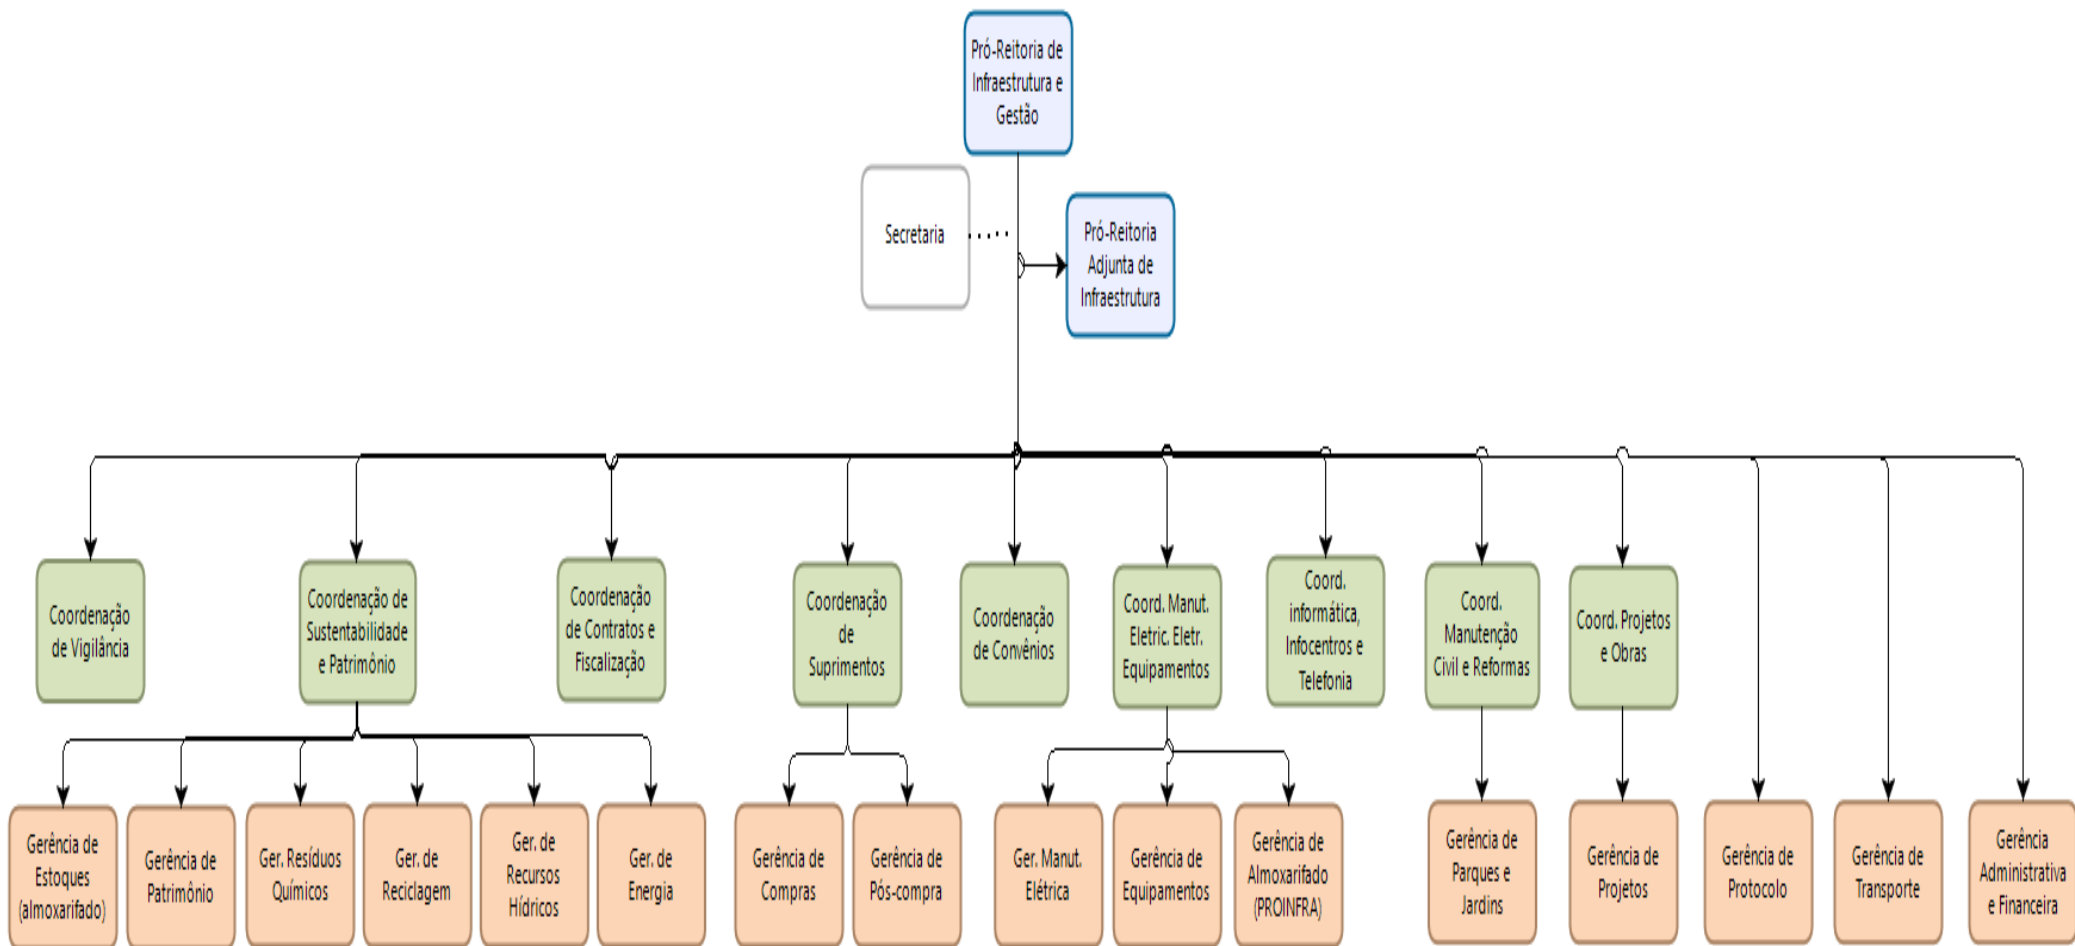 Pró-Reitoria de
Infraestrutura e
Gestão
Secretaria
Pró-Reitoria
Adjunta de
Infraestrutura
Coordenação
de Vigilância
Coordenação de
Sustentabilidade
e Patrimônio
Coordenação
de Contratos e
Fiscalização
Coordenação
de
Suprimentos
Coordenação
de Convênios
Coord. Manut.
Eletric. Eletr.
Equipamentos
Coord.
informática,
Infocentros e
Telefonia
Coord.
Manutenção
Civil e Reformas
Coord. Projetos
e Obras
Gerência de
Estoques
(almoxarifado)
Gerência de
Patrimônio
Ger. Resíduos
Químicos
Ger. de
Reciclagem
Ger. de
Recursos
Hídricos
Ger. de
Energia
Gerência de
Compras
Gerência de
Pós-compra
Ger. Manut.
Elétrica
Gerência de
Equipamentos
Gerência de
Almoxarifado
(PROINFRA)
Gerência de
Parques e
Jardins
Gerência de
Projetos
Gerência de
Protocolo
Gerência de
Transporte
Gerência
Administrativa
e Financeira